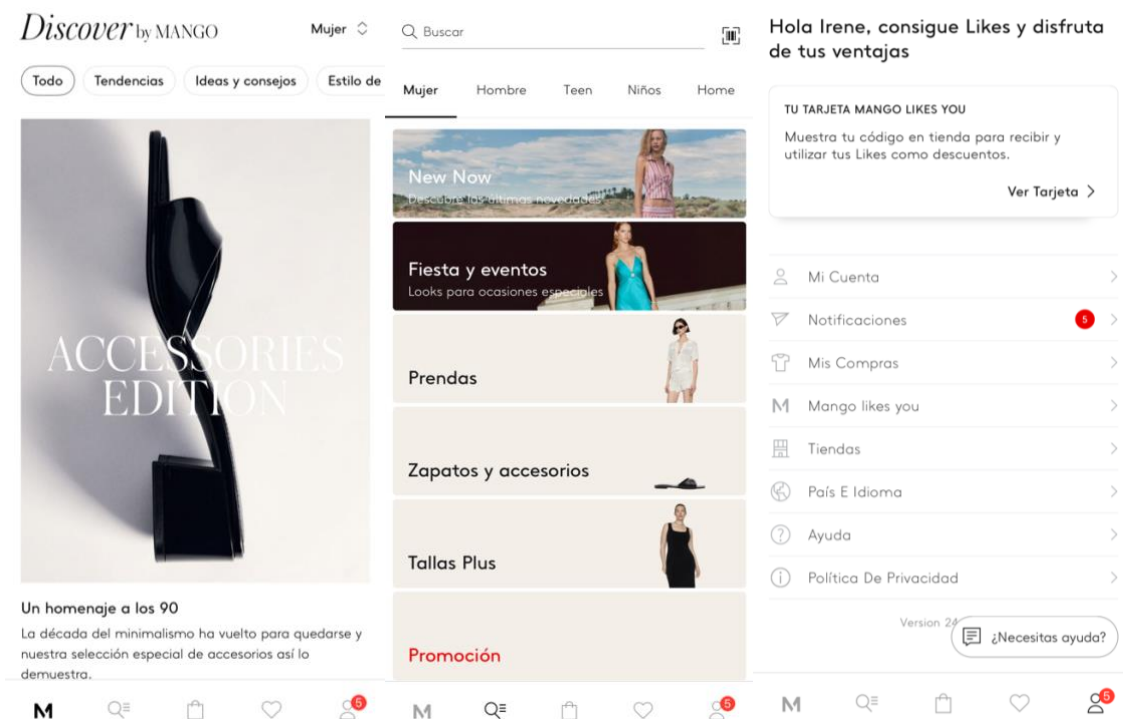 Discover by MANGO
Mujer
Todo
Tendencias
Ideas y consejos
Estilo de
ACCESSORIES
EDITION
Un homenaje a los 90
La década del minimalismo ha vuelto para quedarse y
nuestra selección especial de accesorios así lo
demuestra.
M
5
Buscar
Mujer
Hombre
Teen
Niños
Home
New Now
Descubre las últimas novedades
Fiesta y eventos
Looks para ocasiones especiales
Prendas
Zapatos y accesorios
Tallas Plus
Promoción
M
5
Hola Irene, consigue Likes y disfruta
de tus ventajas
TU TARJETA MANGO LIKES YOU
Muestra tu código en tienda para recibir y
utilizar tus Likes como descuentos.
Ver Tarjeta
Mi Cuenta
Notificaciones
5
Mis Compras
M Mango likes you
Tiendas
País E Idioma
Ayuda
Política De Privacidad
Version 24
¿Necesitas ayuda?
M
5